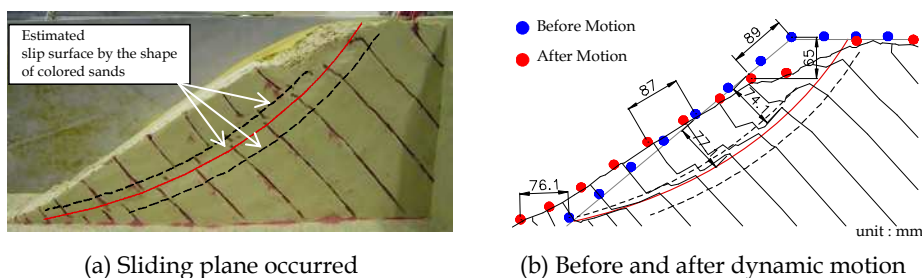 Estimated
slip surface by the shape
of colored sands
Before Motion
After Motion
89
65
87
74.1
77
76.1
unit : mm
(a) Sliding plane occurred
(b) Before and after dynamic motion